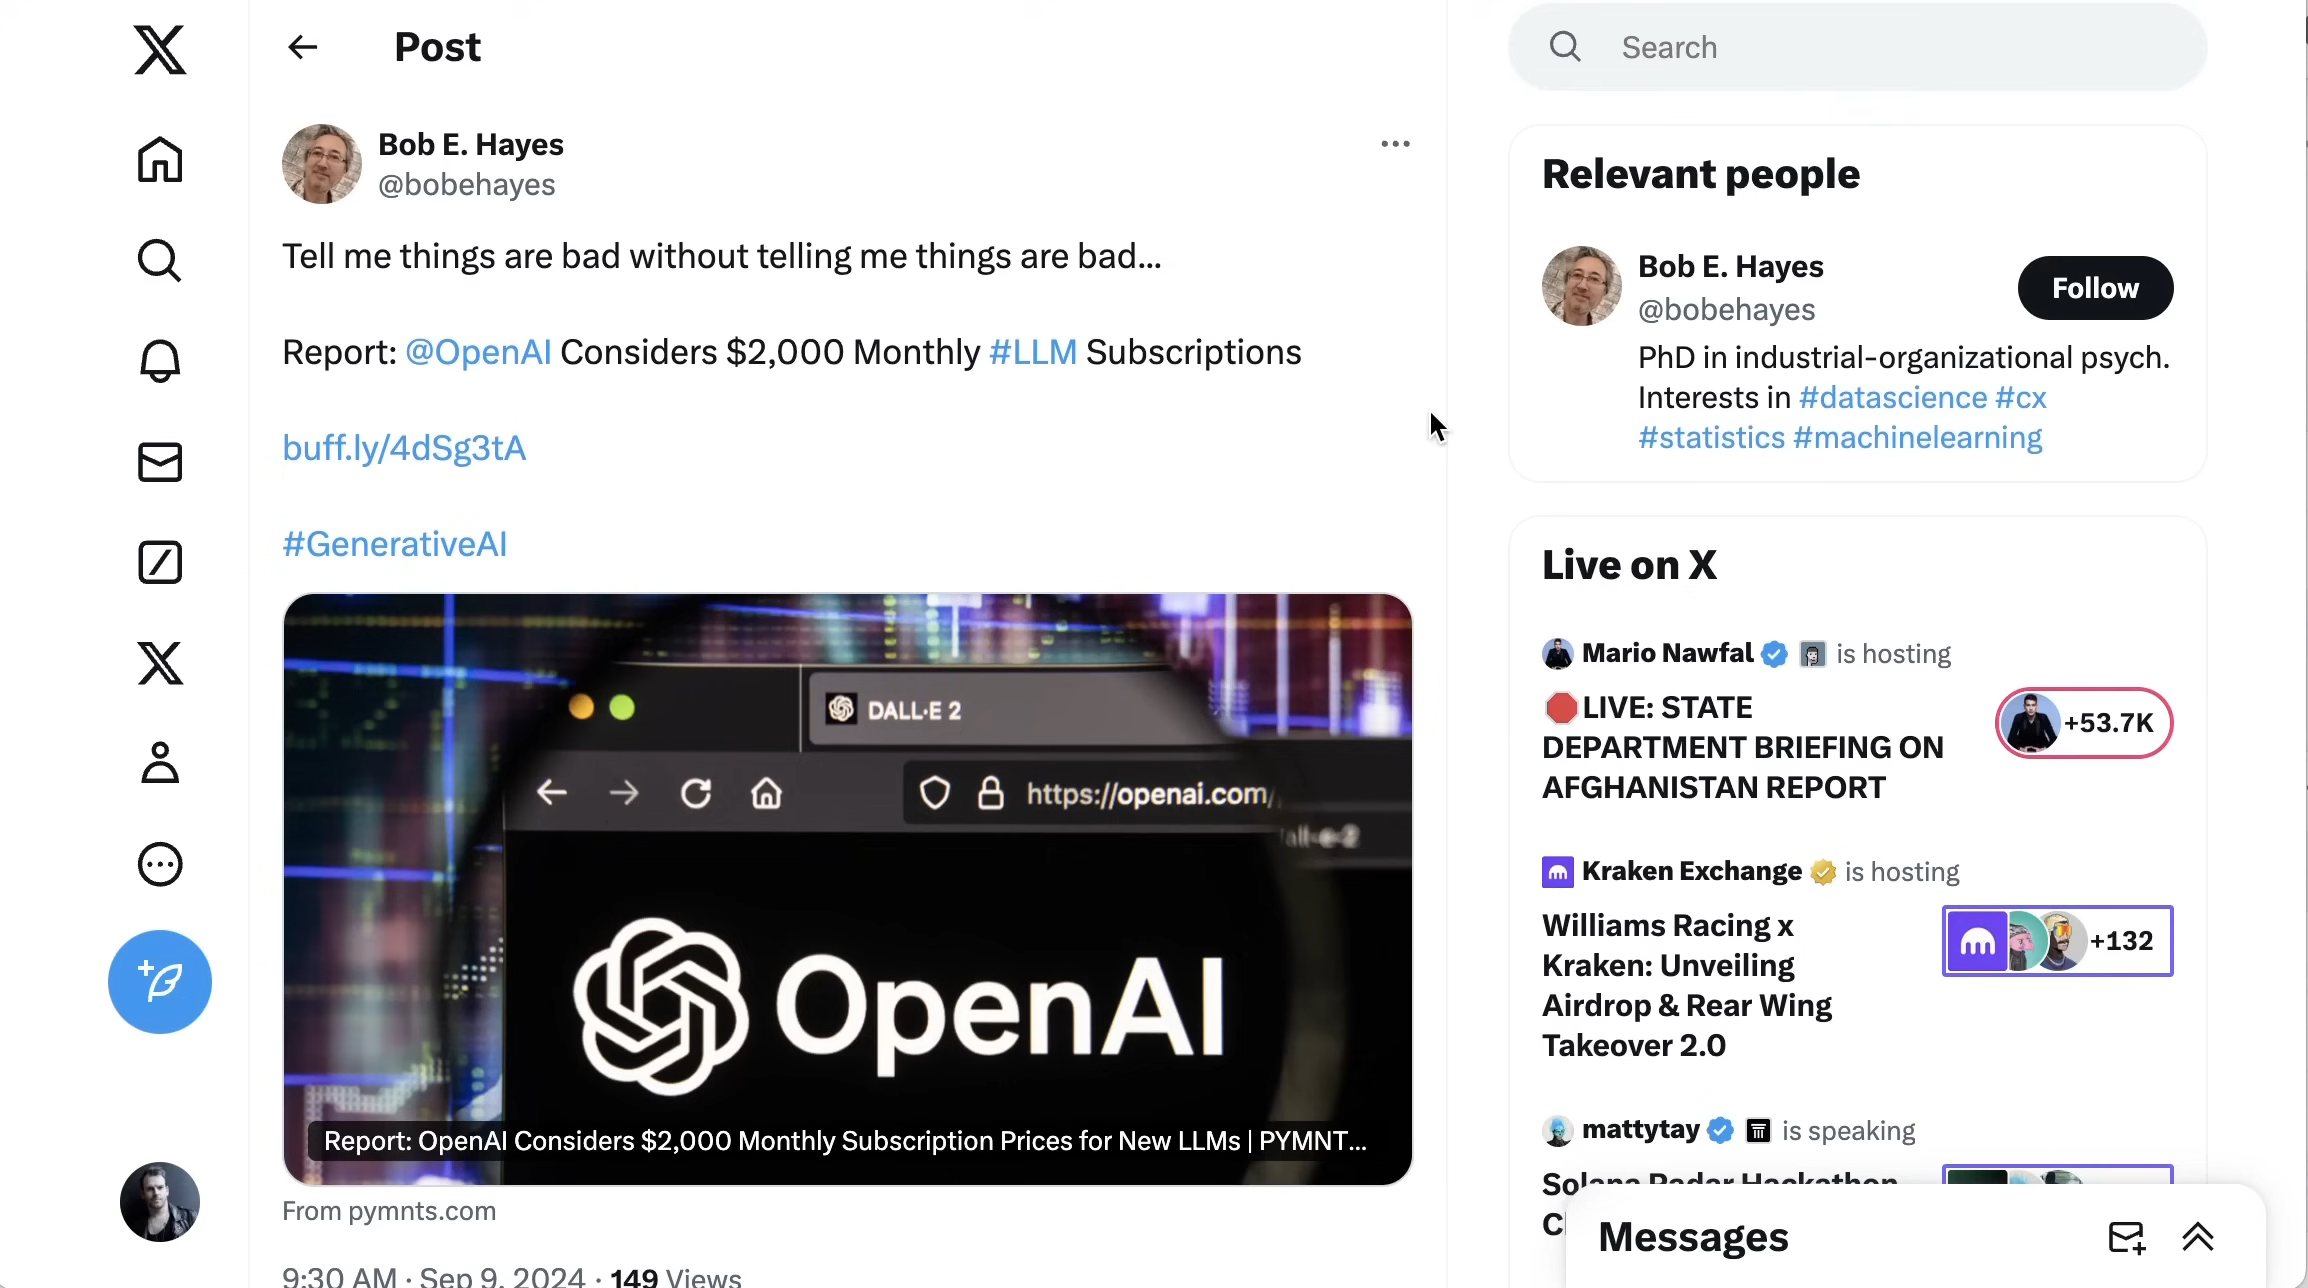 Post
Bob E. Hayes
@bobehayes
Tell me things are bad without telling me things are bad...
Report: @OpenAI Considers $2,000 Monthly #LLM Subscriptions
buff.ly/4dSg3tA
#GenerativeAI
DALL·E 2
https://openai.com/
all-e-2
OpenAI
Report: OpenAI Considers $2,000 Monthly Subscription Prices for New LLMs | PYMNT...
From pymnts.com
9:30 AM · Sep 9, 2024 · 149 Views
Search
Relevant people
Bob E. Hayes
@bobehayes
Follow
PhD in industrial-organizational psych.
Interests in #datascience #cx
#statistics #machinelearning
Live on X
Mario Nawfal is hosting
LIVE: STATE
DEPARTMENT BRIEFING ON
AFGHANISTAN REPORT
+53.7K
Kraken Exchange is hosting
Williams Racing x
Kraken: Unveiling
Airdrop & Rear Wing
Takeover 2.0
+132
mattytay is speaking
Solana Radar Hackathon
Messages